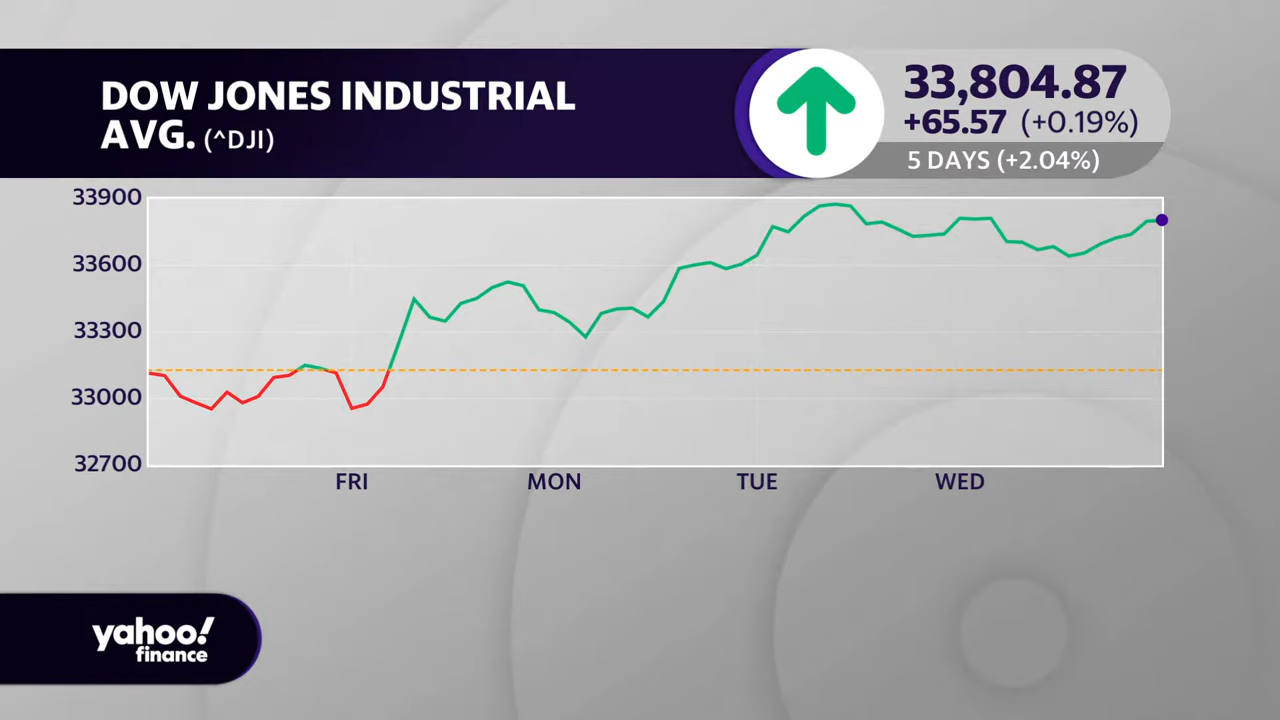 DOW JONES INDUSTRIAL
AVG. (^DJI)
33,804.87
+65.57 (+0.19%)
5 DAYS (+2.04%)
33900
33600
33300
33000
32700
FRI MON TUE WED
yahoo!
finance